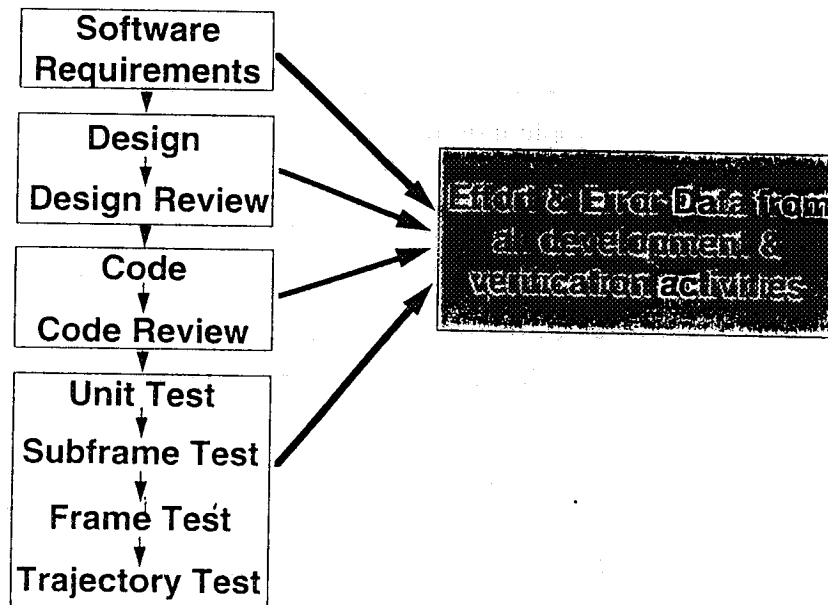 Software
Requirements
Design
Design Review
Code
Code Review
Unit Test
Subframe Test
Frame Test
Trajectory Test
Effort & Error Data from
all development &
verification activities